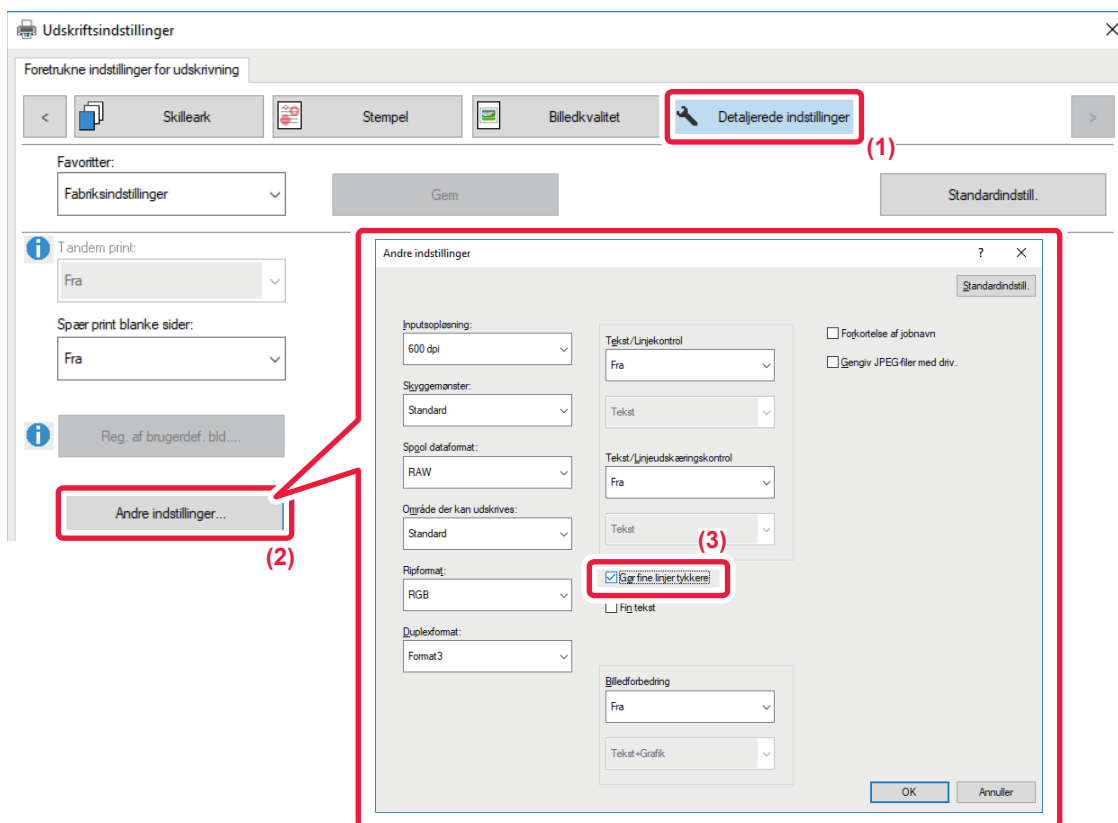 Udskriftsindstillinger
Foretrukne indstillinger for udskrivning
<
Skilleark
Stempel
Billedkvalitet
Detaljerede indstillinger
>
(1)
Favoritter:
Fabriksindstillinger
Gem
Standardindstill.
Tandem print:
Fra
Spær print blanke sider:
Fra
Reg. af brugerdef. bld....
Andre indstillinger...
(2)
Andre indstillinger
?
Standardindstill.
Inputsopløsning:
600 dpi
Skyggemønster:
Standard
Spool dataformat:
RAW
Område der kan udskrives:
Standard
Ripformat:
RGB
Duplexformat:
Format3
Tekst/Linjekontrol
Fra
Tekst
Tekst/Linjeudskæringskontrol
Fra
Tekst
(3)
Gør fine linjer tykkere
Fin tekst
Billedforbedring
Fra
Tekst+Grafik
Forkortelse af jobnavn
Gengiv JPEG-filer med driv.
OK
Annuller